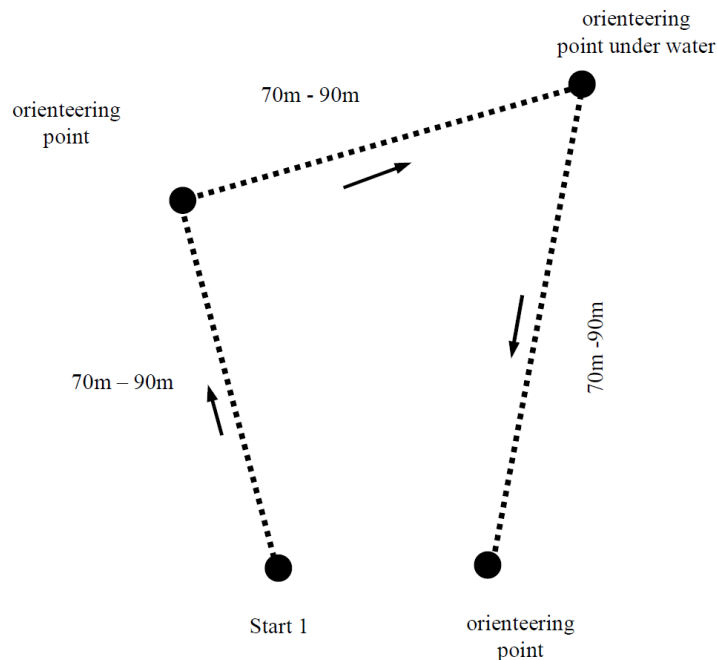 orienteering
point under water
70m - 90m
orienteering
point
70m -90m
70m – 90m
Start 1
orienteering
point